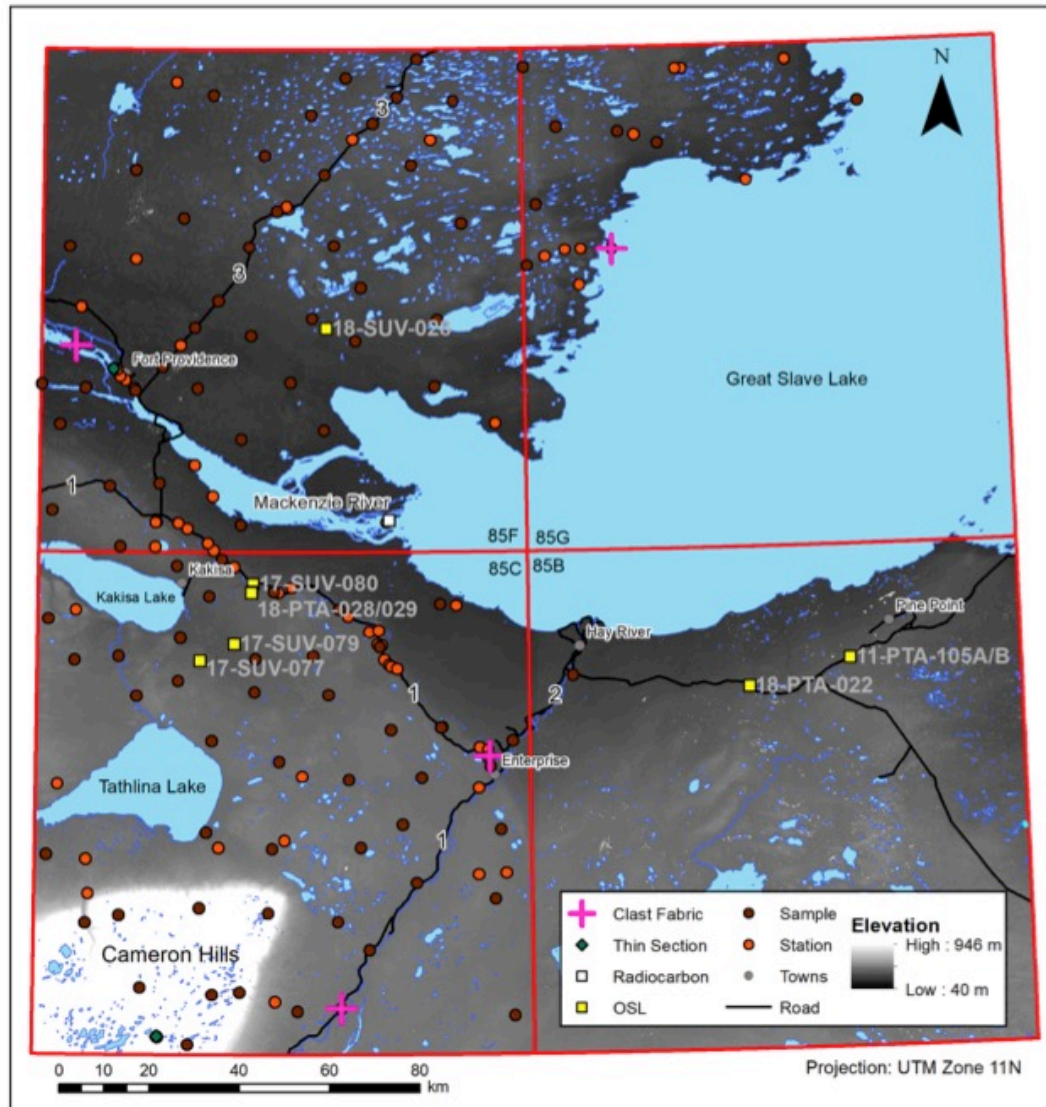 N
3
3
18-SUV-026
Fort Providence
Great Slave Lake
1
Mackenzie River
85F
85G
85C
85B
Kakisa
17-SUV-080
Kakisa Lake
18-PTA-028/029
Pine Point
Hay River
17-SUV-079
17-SUV-077
11-PTA-105A/B
18-PTA-022
1
2
Enterprise
Tathlina Lake
1
Cameron Hills
Clast Fabric
Sample
Elevation
Thin Section
Station
High : 946 m
Radiocarbon
Towns
Low : 40 m
OSL
Road
0 10 20 40 60 80
km
Projection: UTM Zone 11N